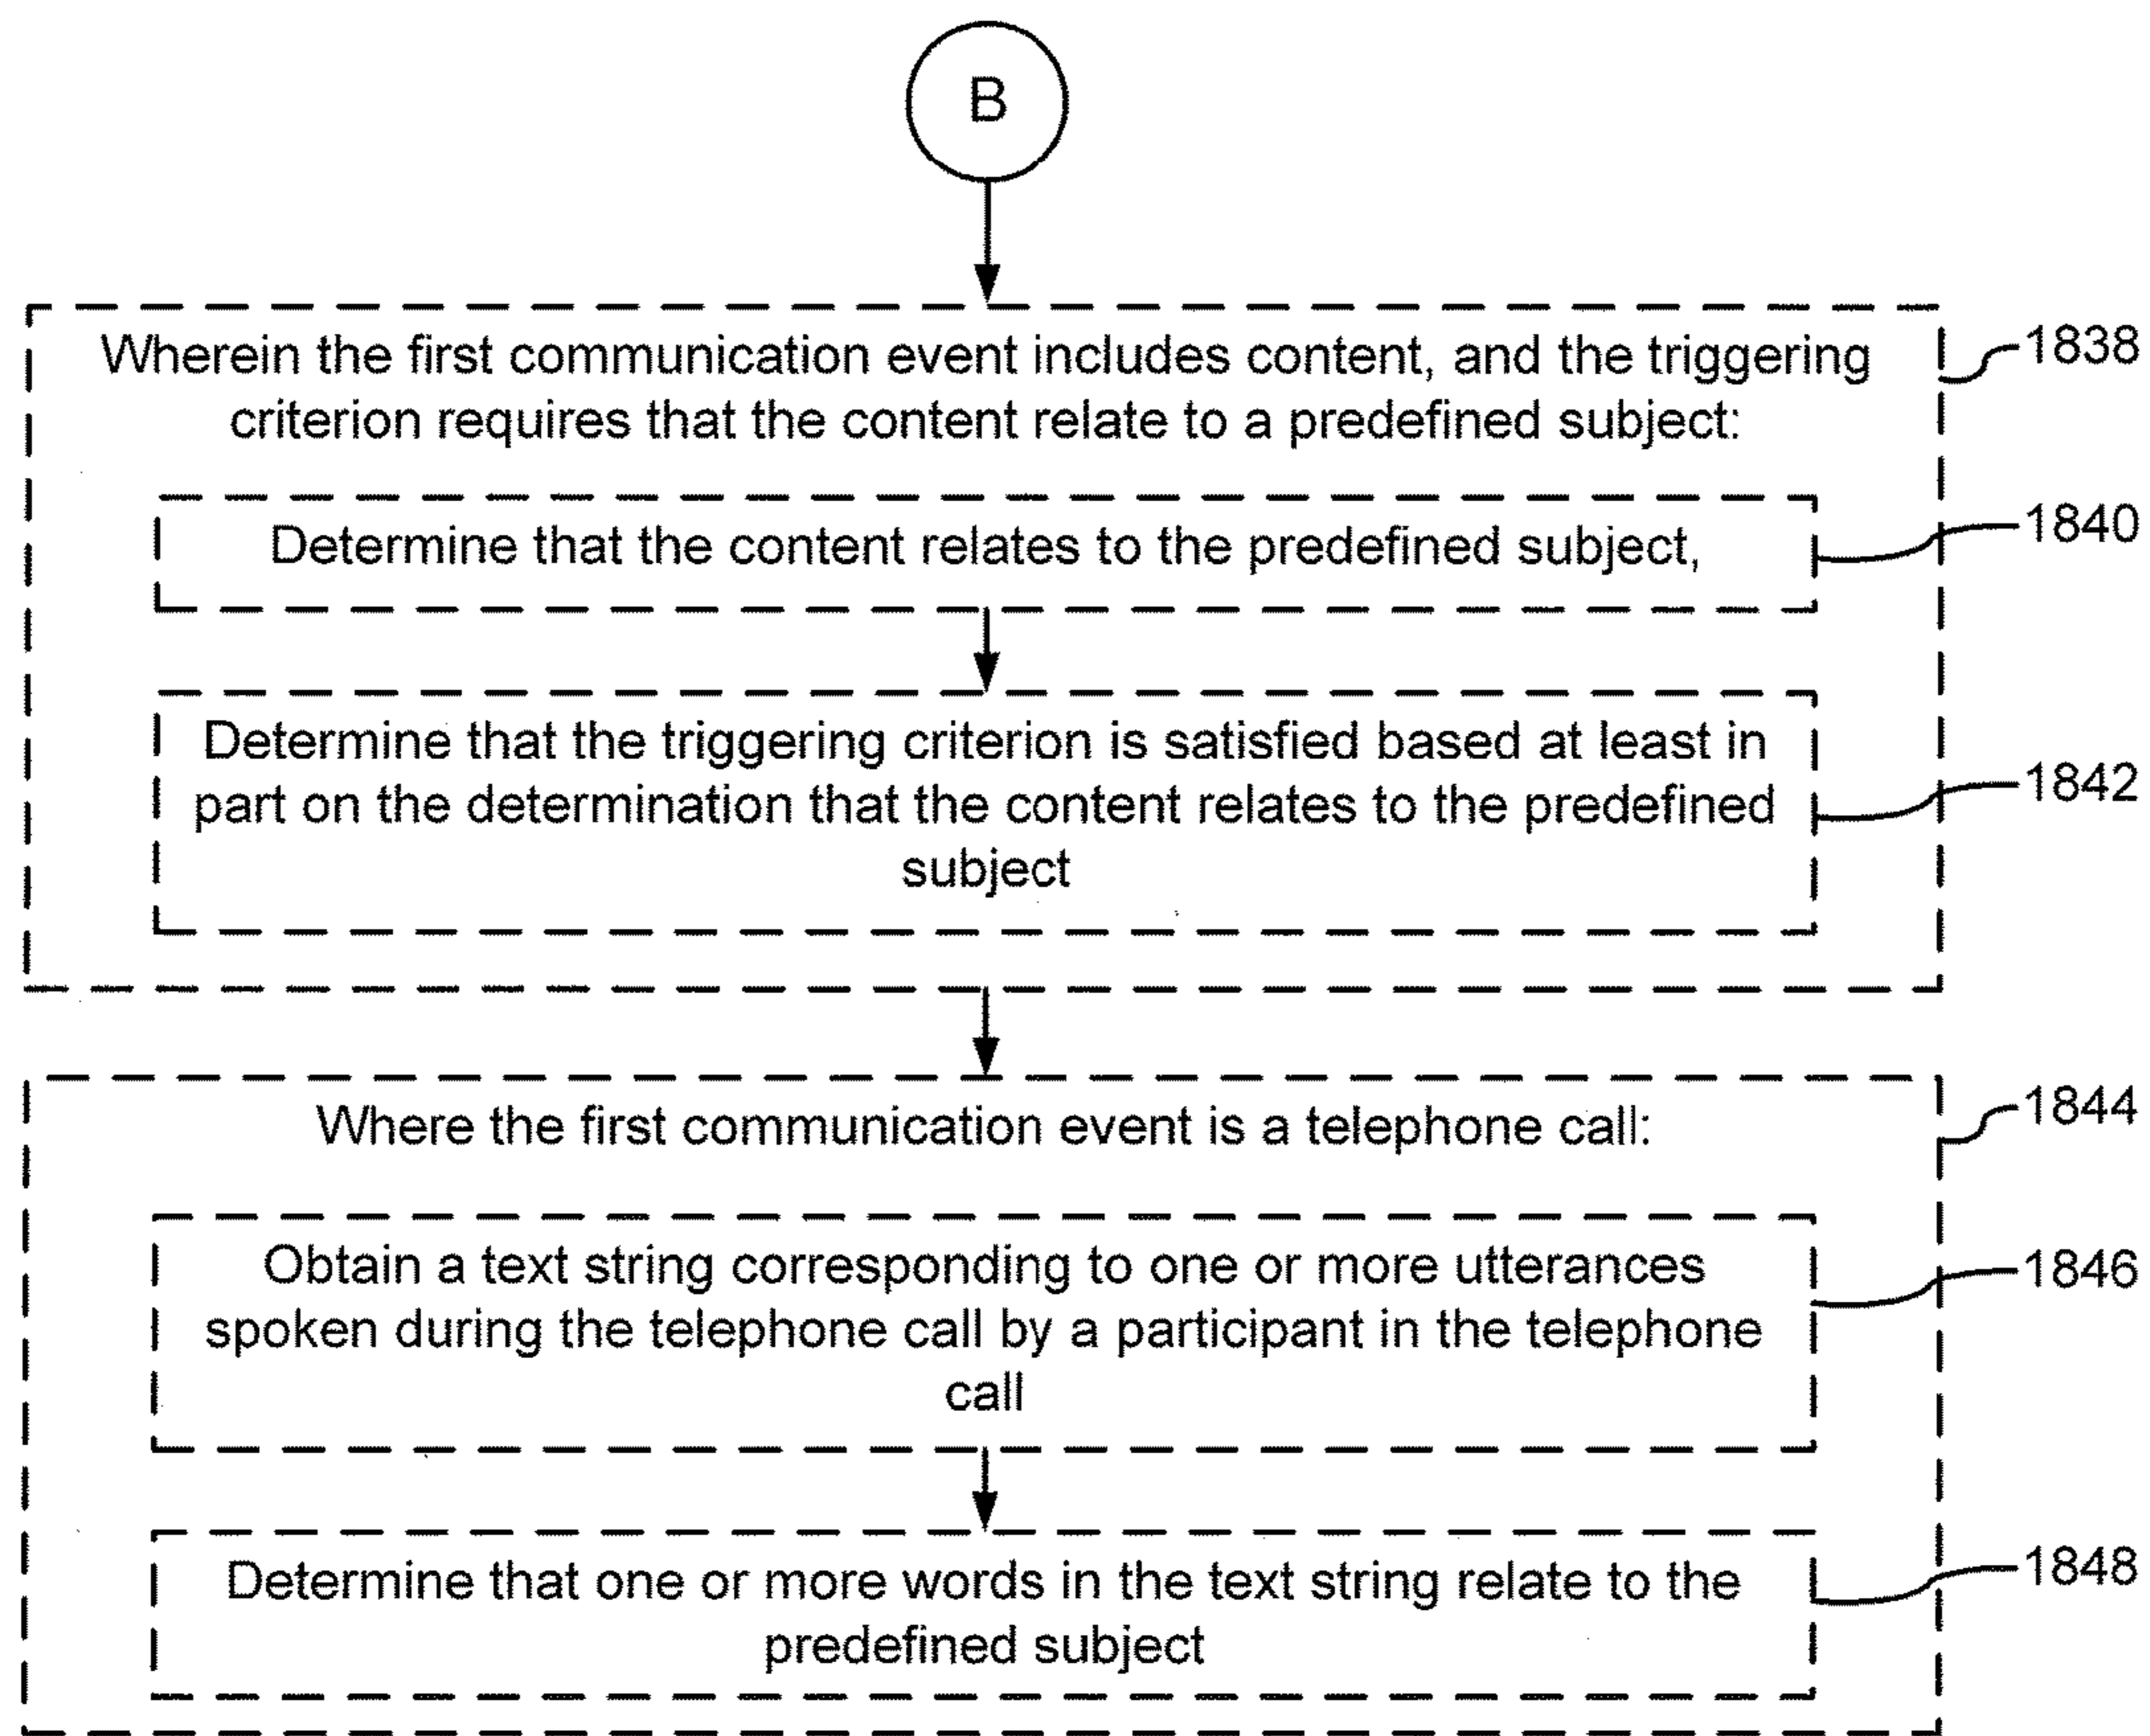 B
Wherein the first communication event includes content, and the triggering
criterion requires that the content relate to a predefined subject:
1838
Determine that the content relates to the predefined subject,
1840
Determine that the triggering criterion is satisfied based at least in
part on the determination that the content relates to the predefined
subject
1842
Where the first communication event is a telephone call:
1844
Obtain a text string corresponding to one or more utterances
spoken during the telephone call by a participant in the telephone
call
1846
Determine that one or more words in the text string relate to the
predefined subject
1848